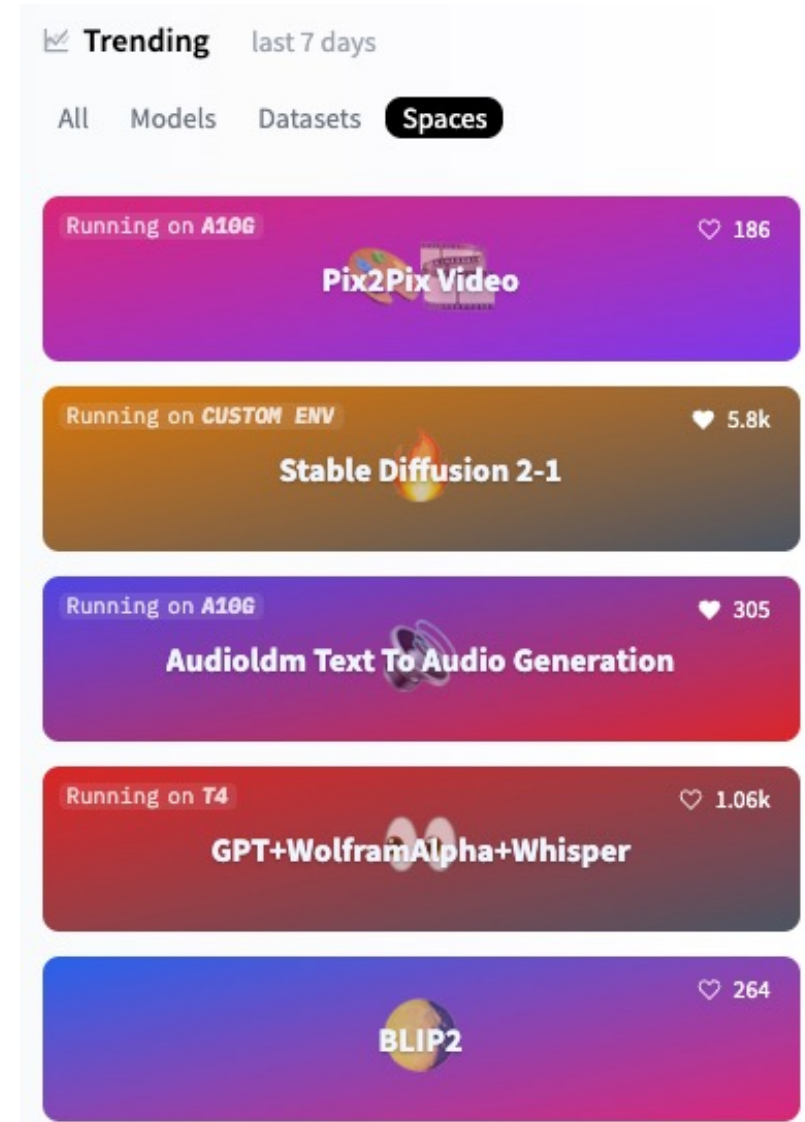 Trending last 7 days
All Models Datasets Spaces
Running on A10G 186
Pix2Pix Video
Running on CUSTOM ENV 5.8k
Stable Diffusion 2-1
Running on A10G 305
Audioldm Text To Audio Generation
Running on T4 1.06k
GPT+WolframAlpha+Whisper
264
BLIP2